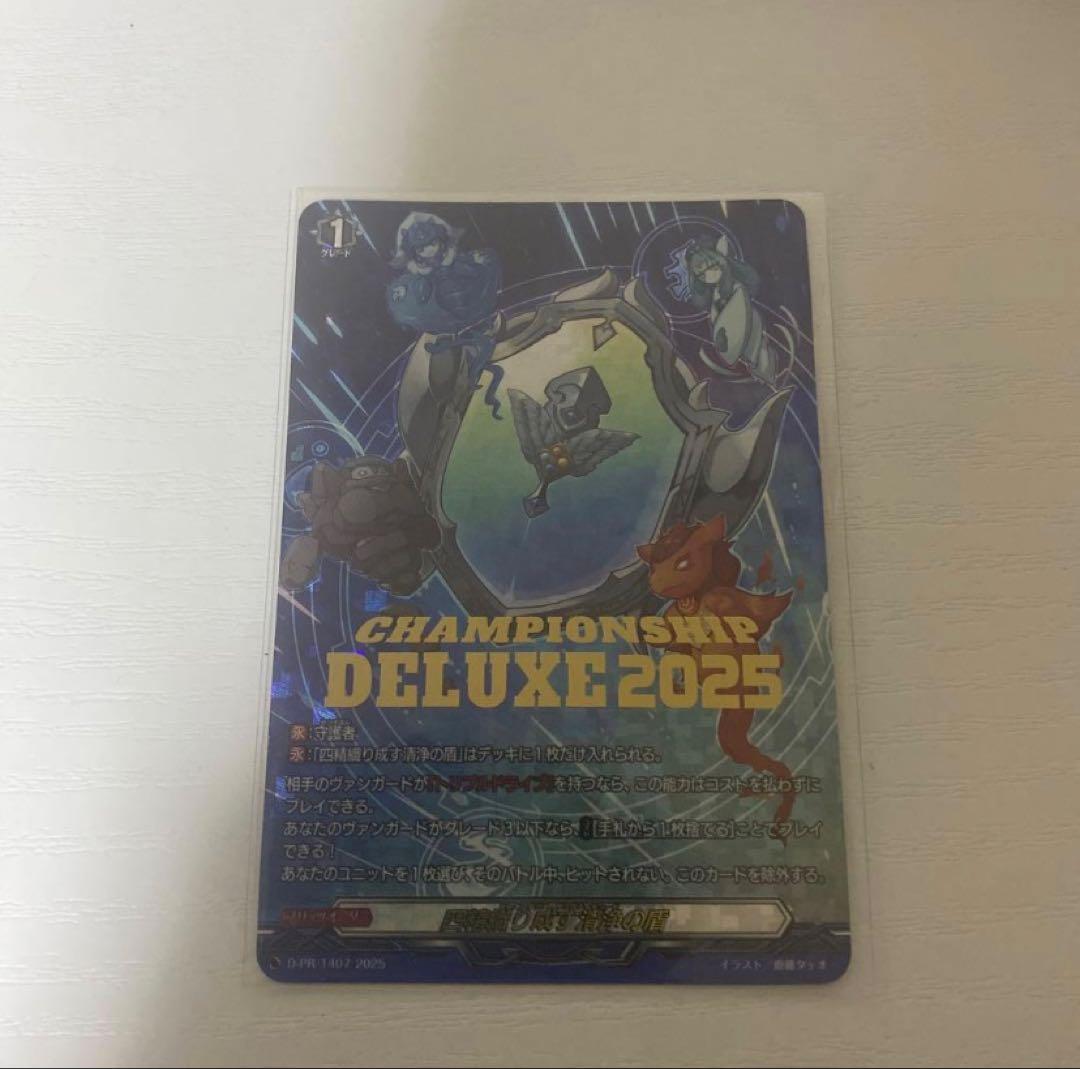 1
グレード
CHAMPIONSHIP
DELUXE 2025
永:守護者
永:「四精織り成す清浄の盾」はデッキに1枚だけ入れられる。
相手のヴァンガードが『トリプルドライブ』を持つなら、この能力はコストを払わずに
プレイできる。
あなたのヴァンガードがグレード3以下なら、[手札から1枚捨てる]ことでプレイ
できる!
あなたのユニットを1枚選び、そのバトル中、ヒットされない。このカードを除外する。
四精織り成す清浄の盾
D-PR/1407 2025
イラスト